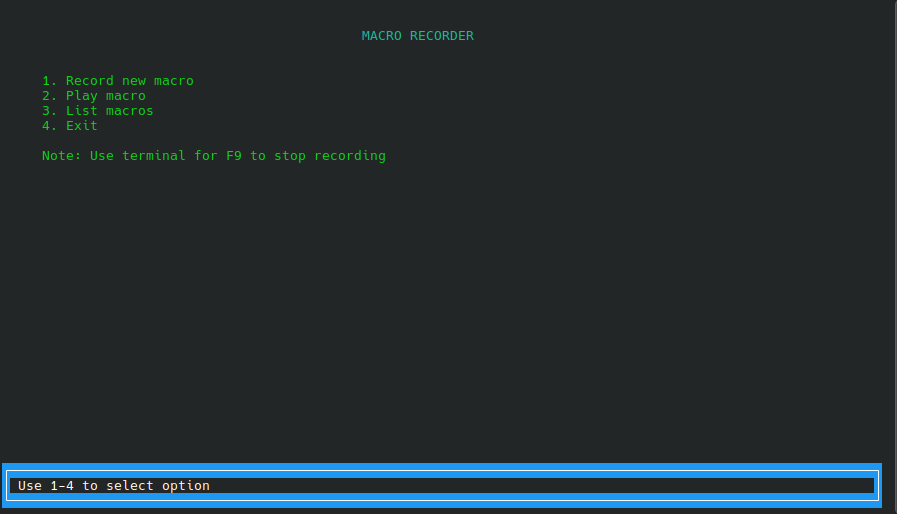 MACRO RECORDER
1. Record new macro
2. Play macro
3. List macros
4. Exit
Note: Use terminal for F9 to stop recording
Use 1-4 to select option